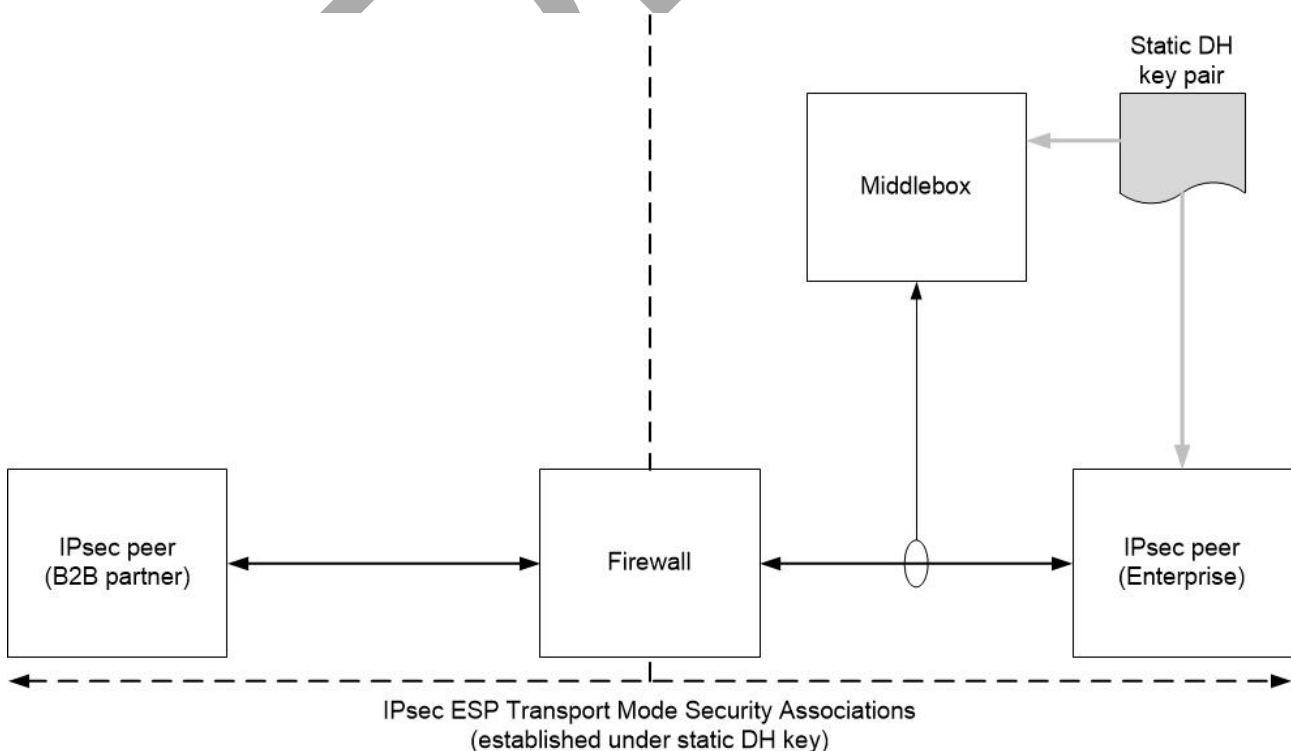 Static DH
key pair
Middlebox
IPsec peer
(B2B partner)
Firewall
IPsec peer
(Enterprise)
IPsec ESP Transport Mode Security Associations
(established under static DH key)